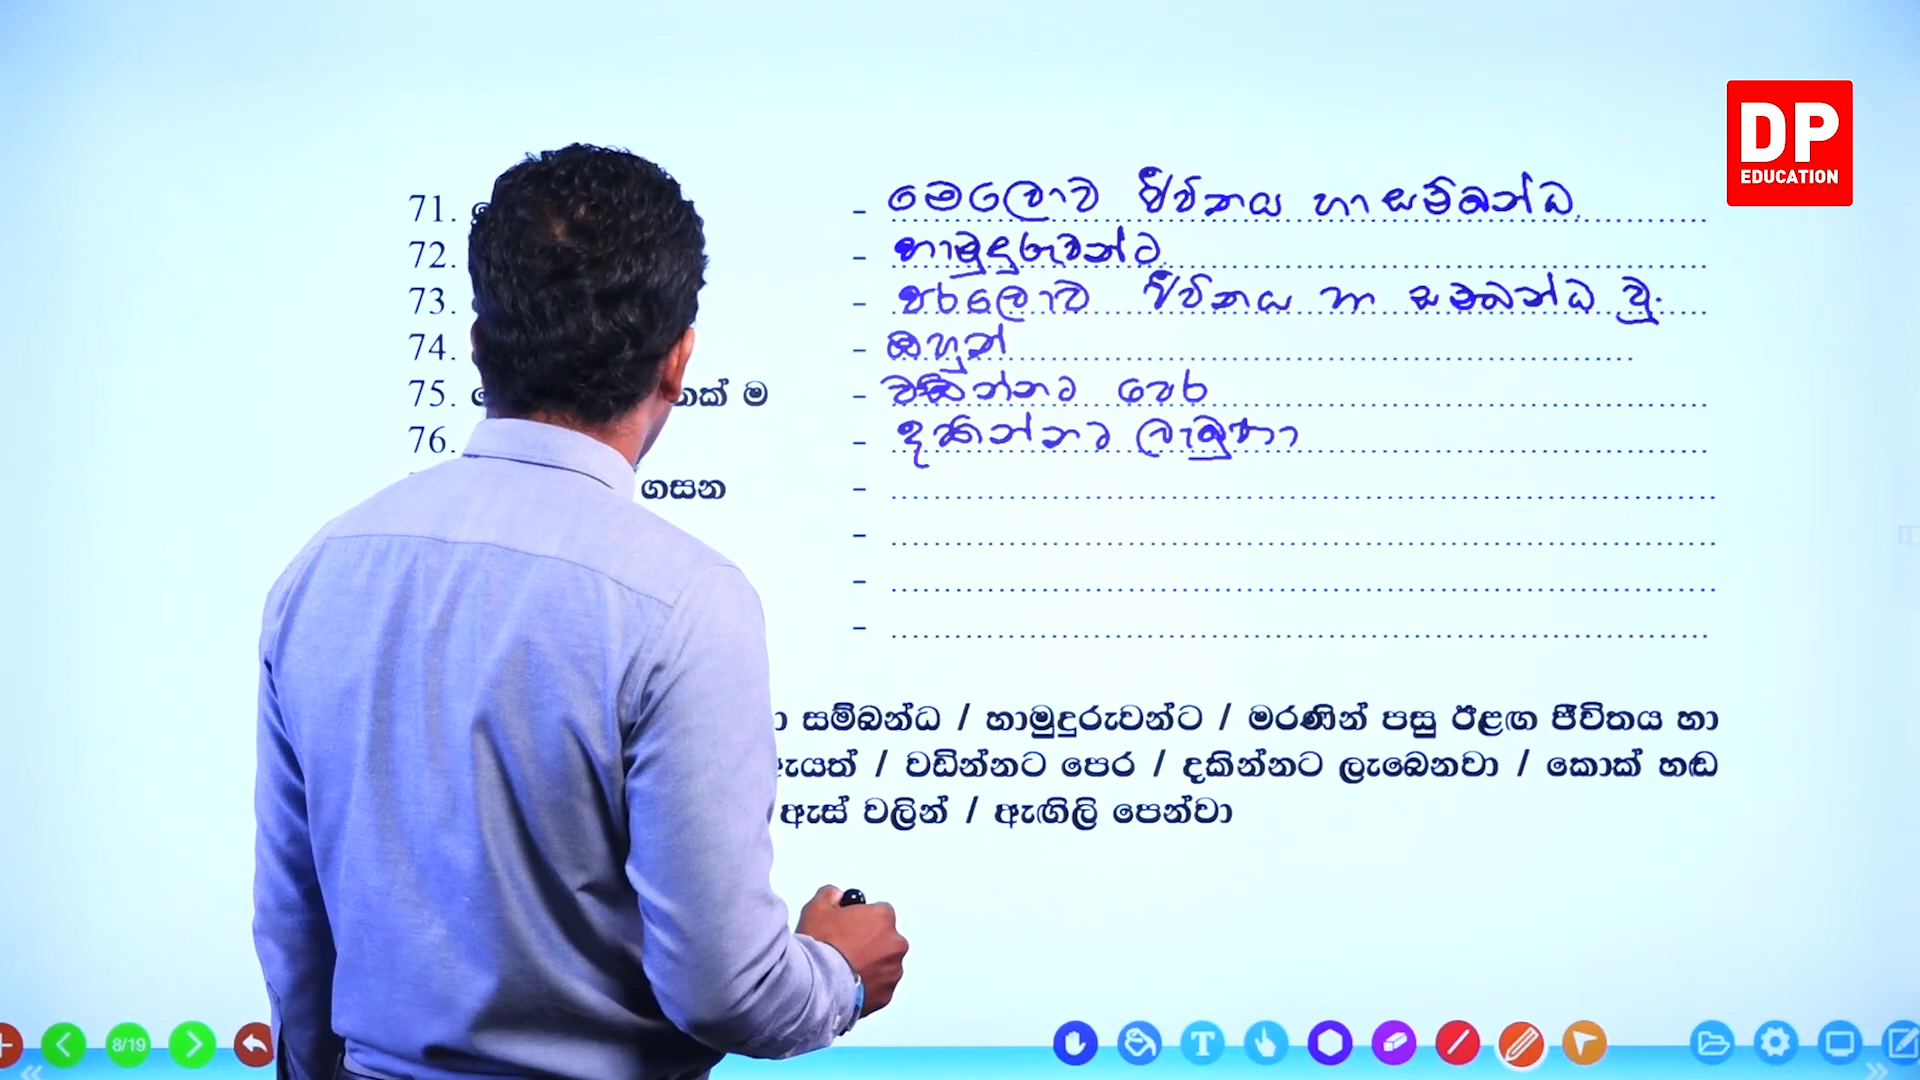 DP
EDUCATION
71. - මෙලොව ජීවිතය හා සම්බන්ධ
72. - හාමුදුරුවන්ට
73. - පරලොව ජීවිතය හා සම්බන්ධ වූ.
74. - ඔහුන්
75. තක් ම - වඩින්නට පෙර
76. - දකින්නට ලැබුණා
ගසන -
-
-
-
සම්බන්ධ / හාමුදුරුවන්ට / මරණින් පසු ඊළඟ ජීවිතය හා
ඇයත් / වඩින්නට පෙර / දකින්නට ලැබෙනවා / කොක් හඬ
ඇස් වලින් / ඇඟිලි පෙන්වා
8/19